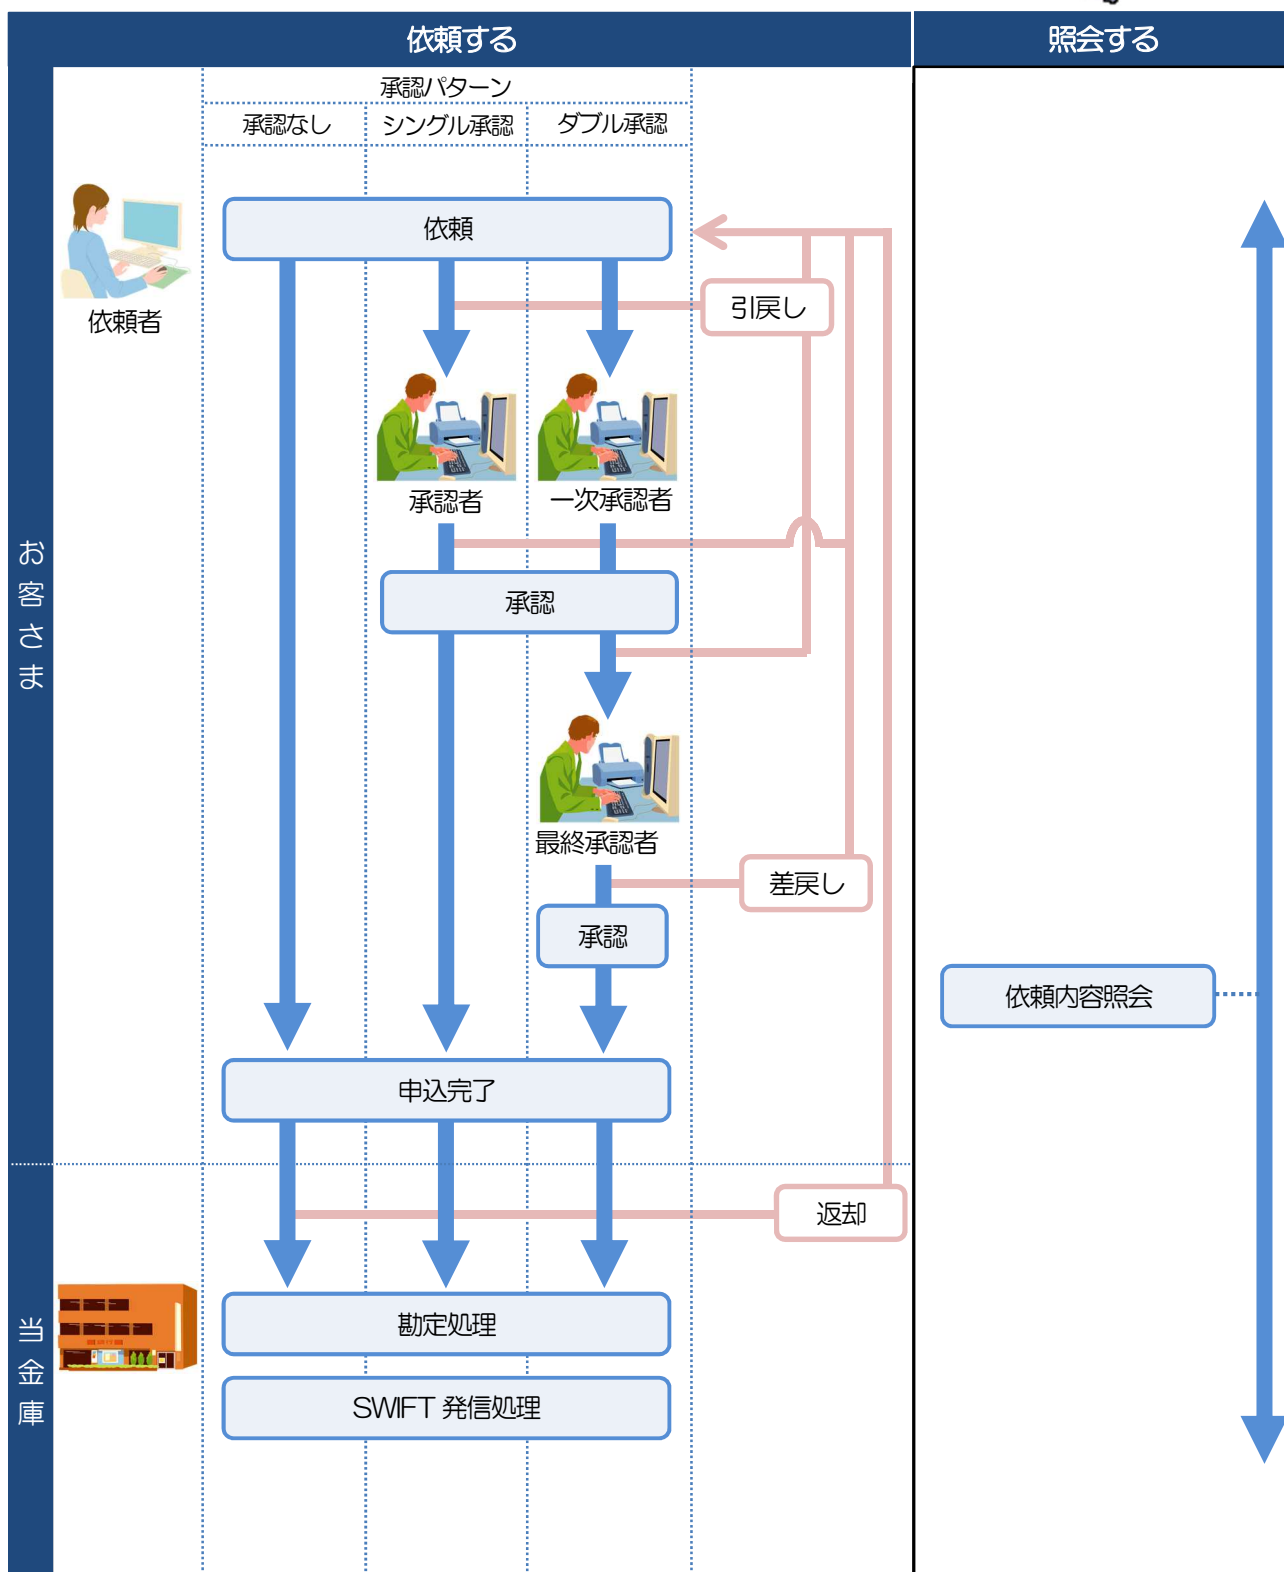 依頼する
照会する
承認パターン
承認なし
シングル承認
ダブル承認
依頼
引戻し
依頼者
承認者
一次承認者
お客さま
承認
最終承認者
差戻し
承認
依頼内容照会
申込完了
返却
当金庫
勘定処理
SWIFT 発信処理